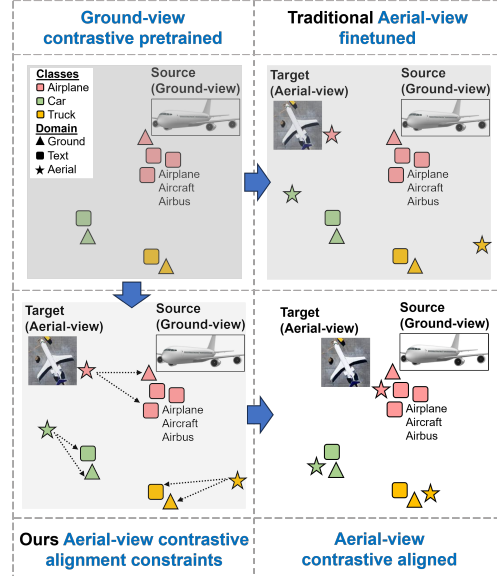 Ground-view
contrastive pretrained
Traditional Aerial-view
finetuned
Classes
Airplane
Car
Truck
Domain
Ground
Text
Aerial
Source
(Ground-view)
Airplane
Aircraft
Airbus
Target
(Aerial-view)
Source
(Ground-view)
Airplane
Aircraft
Airbus
Target
(Aerial-view)
Source
(Ground-view)
Airplane
Aircraft
Airbus
Target
(Aerial-view)
Source
(Ground-view)
Airplane
Aircraft
Airbus
Ours Aerial-view contrastive
alignment constraints
Aerial-view
contrastive aligned